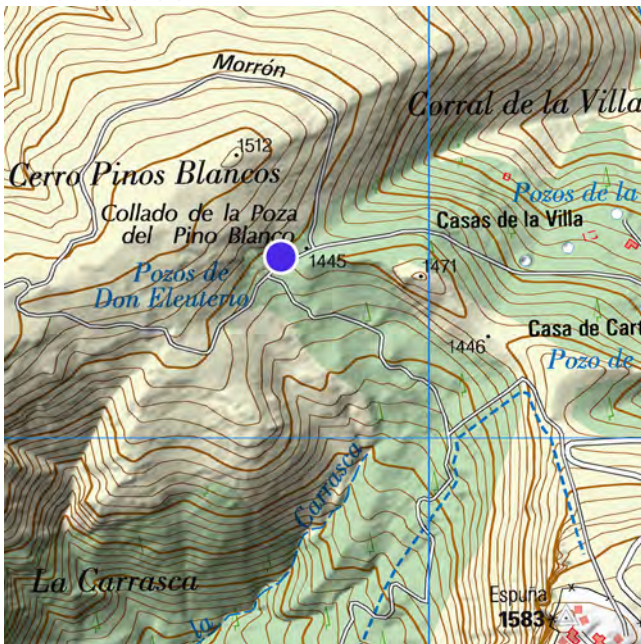 Morrón
Corral de la Villa
1512
Cerro Pinos Blancos
Pozos de la
Collado de la Poza
del Pino Blanco
Casas de la Villa
1445
Pozos de
Don Eleuterio
1471
1446
Casa de Cart
Pozo de
Carrasca
la
La Carrasca
Espuña
1583